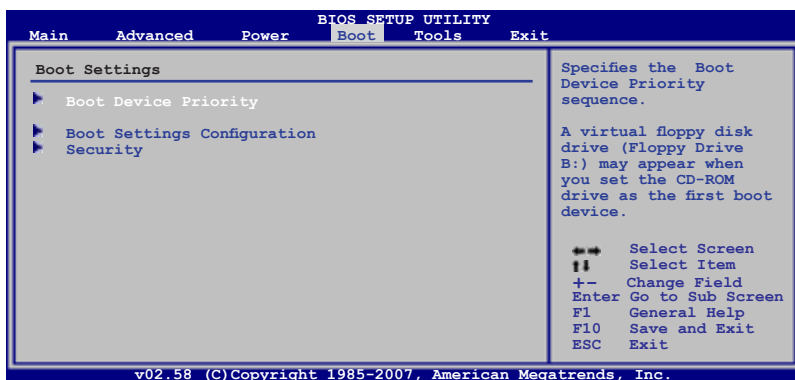 BIOS SETUP UTILITY
Main Advanced Power Boot Tools Exit
Boot Settings
Boot Device Priority
Boot Settings Configuration
Security
Specifies the Boot
Device Priority
sequence.
A virtual floppy disk
drive (Floppy Drive
B:) may appear when
you set the CD-ROM
drive as the first boot
device.
←→ Select Screen
↑↓ Select Item
+- Change Field
Enter Go to Sub Screen
F1 General Help
F10 Save and Exit
ESC Exit
v02.58 (C)Copyright 1985-2007, American Megatrends, Inc.